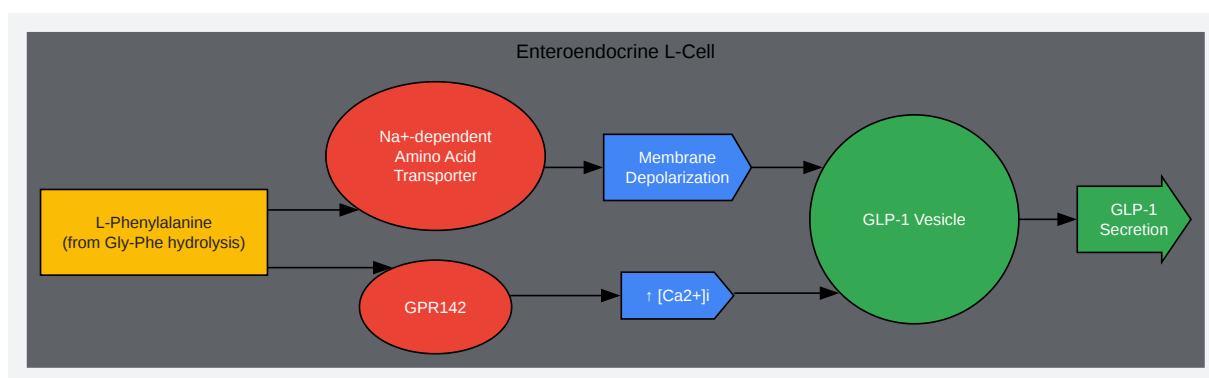 Enteroendocrine L-Cell
Na+-dependent
Amino Acid
Transporter
Membrane
Depolarization
L-Phenylalanine
(from Gly-Phe hydrolysis)
GLP-1 Vesicle
GLP-1
Secretion
GPR142
↑ [Ca2+]i